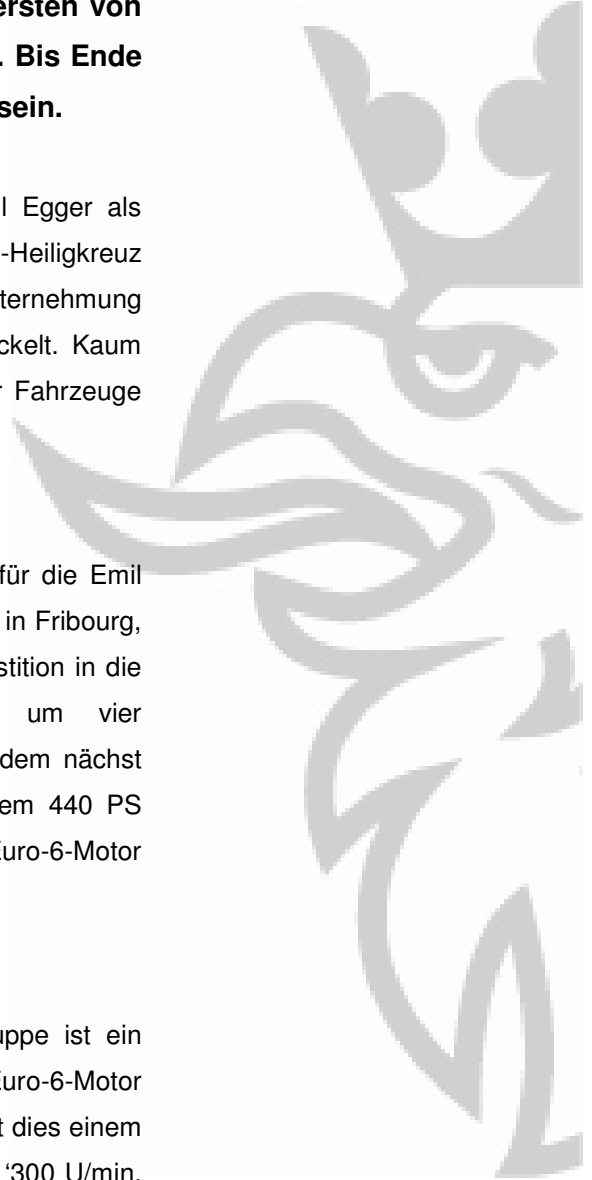 ersten von
. Bis Ende
sein.
l Egger als
-Heiligkreuz
ternehmung
ckelt. Kaum
r Fahrzeuge
für die Emil
in Fribourg,
stition in die
um vier
dem nächst
em 440 PS
Euro-6-Motor
uppe ist ein
Euro-6-Motor
t dies einem
'300 U/min.